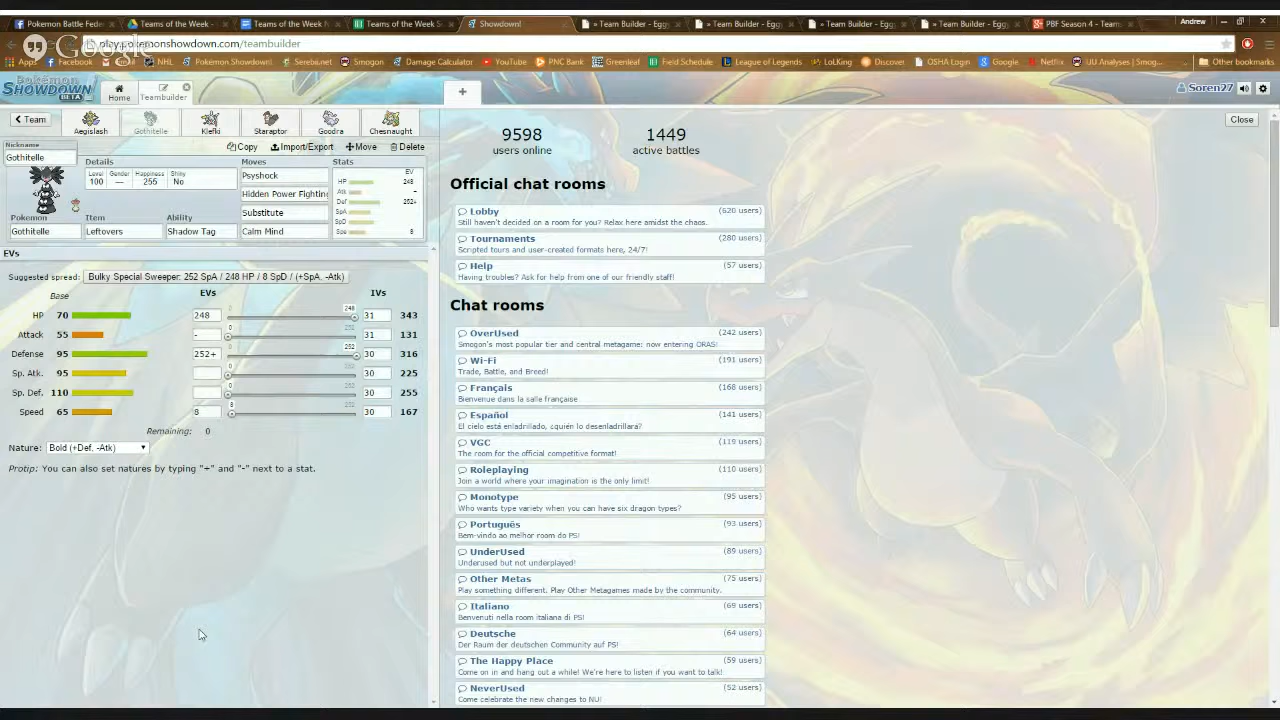 Pokemon Battle Fede
Teams of the Week -
Teams of the Week N
Teams of the Week S
Showdown!
» Team Builder - Egg
» Team Builder - Egg
» Team Builder - Egg
» Team Builder - Egg
PBF Season 4 - Teams
Andrew
Google
play.pokemonshowdown.com/teambuilder
Apps
Facebook
Gmail
NHL
Pokémon Showdown!
Serebii.net
Smogon
Damage Calculator
YouTube
PNC Bank
Greenleaf
Field Schedule
League of Legends
LoLKing
Discover
OSHA Login
Google
Netflix
UU Analyses | Smog...
Other bookmarks
Pokémon
SHOWDOWN
BETA
Home
Teambuilder
+
Soren27
< Team
Aegislash
Gothitelle
Klefki
Staraptor
Goodra
Chesnaught
Close
Copy
Import/Export
Move
Delete
Nickname
Gothitelle
Details
Level
100
Gender
—
Happiness
255
Shiny
No
Pokemon
Gothitelle
Item
Leftovers
Ability
Shadow Tag
Moves
Psyshock
Hidden Power Fighting
Substitute
Calm Mind
Stats
EV
HP 248
Atk -
Def 252+
SpA
SpD
Spe 8
EVs
Suggested spread: Bulky Special Sweeper: 252 SpA / 248 HP / 8 SpD / (+SpA, -Atk)
Base EVs IVs
HP 70 248 0 248 31 343
Attack 55 - 0 252 31 131
Defense 95 252+ 0 252 30 316
Sp. Atk. 95 0 252 30 225
Sp. Def. 110 0 252 30 255
Speed 65 8 8 252 30 167
Remaining: 0
Nature: Bold (+Def, -Atk)
Protip: You can also set natures by typing "+" and "-" next to a stat.
9598
users online
1449
active battles
Official chat rooms
Lobby (620 users)
Still haven't decided on a room for you? Relax here amidst the chaos.
Tournaments (280 users)
Scripted tours and user-created formats here, 24/7!
Help (57 users)
Having troubles? Ask for help from one of our friendly staff!
Chat rooms
OverUsed (242 users)
Smogon's most popular tier and central metagame: now entering ORAS!
Wi-Fi (191 users)
Trade, Battle, and Breed!
Français (168 users)
Bienvenue dans la salle française
Español (141 users)
El cielo está enladrillado, ¿quién lo desenladrillará?
VGC (119 users)
The room for the official competitive format!
Roleplaying (110 users)
Join a world where your imagination is the only limit!
Monotype (95 users)
Who wants type variety when you can have six dragon types?
Português (93 users)
Bem-vindo ao melhor room do PS!
UnderUsed (89 users)
Underused but not underplayed!
Other Metas (75 users)
Play something different. Play Other Metagames made by the community.
Italiano (69 users)
Benvenuti nella room italiana di PS!
Deutsche (64 users)
Der Raum der deutschen Community auf PS!
The Happy Place (59 users)
Come on in and hang out a while! We're here to listen if you want to talk!
NeverUsed (52 users)
Come celebrate the new changes to NU!